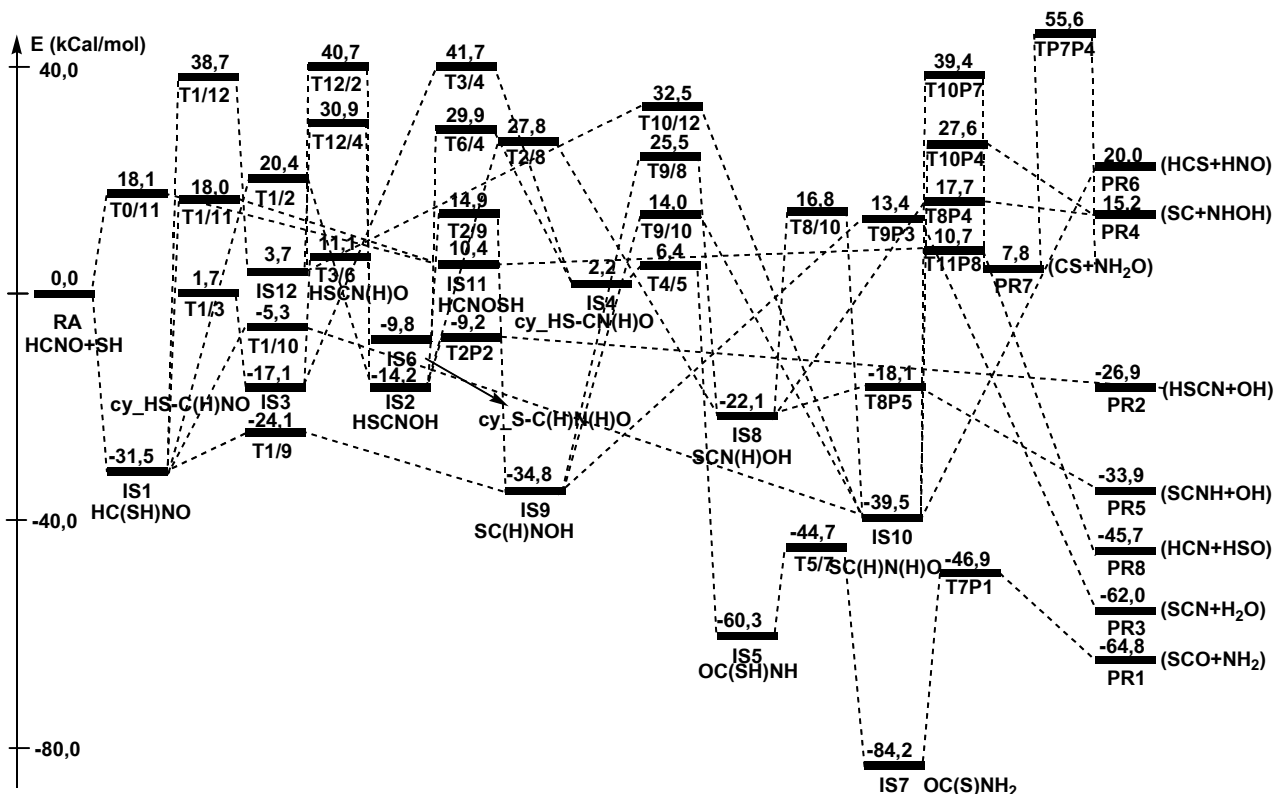 E (kCal/mol)
40,0
0,0
-40,0
-80,0
RA
HCNO+SH
18,1
T0/11
-31,5
IS1
HC(SH)NO
38,7
T1/12
18,0
T1/11
1,7
T1/3
20,4
T1/2
3,7
IS12
-5,3
T1/10
-17,1
IS3
cy_HS-C(H)NO
-24,1
T1/9
40,7
T12/2
30,9
T12/4
11,1
T3/6
HSCN(H)O
-9,8
IS6
-14,2
IS2
HSCNOH
41,7
T3/4
29,9
T6/4
14,9
T2/9
10,4
IS11
HCNOSH
-9,2
T2P2
27,8
T2/8
cy_S-C(H)N(H)O
-34,8
IS9
SC(H)NOH
2,2
IS4
cy_HS-CN(H)O
32,5
T10/12
25,5
T9/8
14,0
T9/10
6,4
T4/5
-22,1
IS8
SCN(H)OH
-60,3
IS5
OC(SH)NH
16,8
T8/10
-44,7
T5/7
13,4
T9P3
-18,1
T8P5
-39,5
IS10
SC(H)N(H)O
-84,2
IS7 OC(S)NH₂
39,4
T10P7
27,6
T10P4
17,7
T8P4
10,7
T11P8
-46,9
T7P1
7,8
PR7
(CS+NH₂O)
55,6
TP7P4
20,0 (HCS+HNO)
PR6
15,2 (SC+NHOH)
PR4
-26,9 (HSCN+OH)
PR2
-33,9 (SCNH+OH)
PR5
-45,7 (HCN+HSO)
PR8
-62,0 (SCN+H₂O)
PR3
-64,8 (SCO+NH₂)
PR1